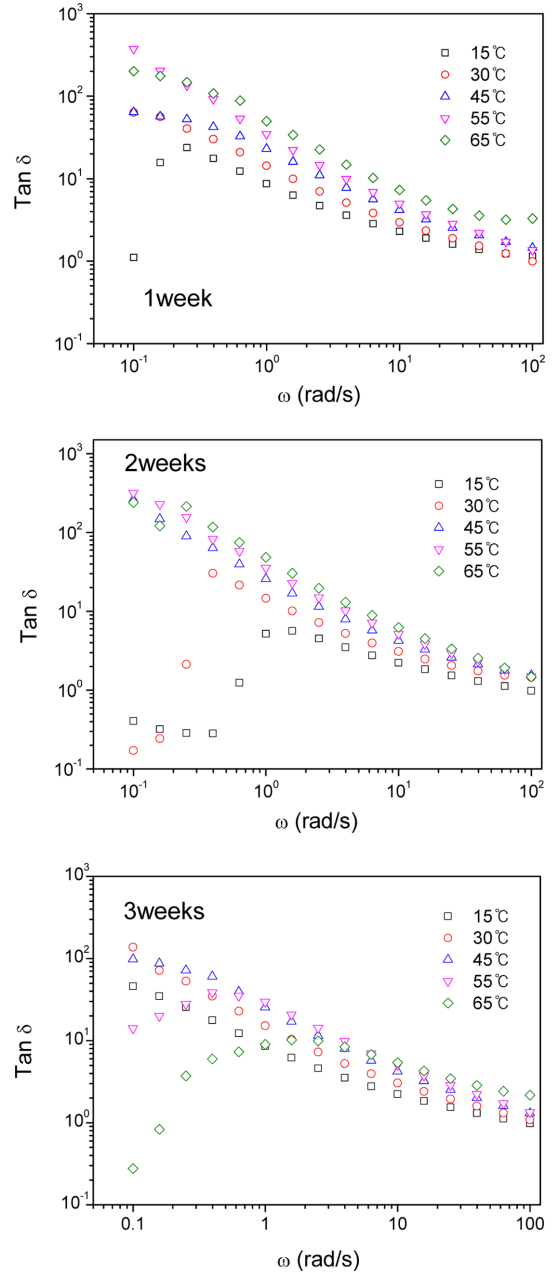 10³
10²
10¹
10⁰
10⁻¹
Tan δ
15℃
30℃
45℃
55℃
65℃
1week
10⁻¹ 10⁰ 10¹ 10²
ω (rad/s)
2weeks
10³
10²
10¹
10⁰
10⁻¹
Tan δ
15℃
30℃
45℃
55℃
65℃
10⁻¹ 10⁰ 10¹ 10²
ω (rad/s)
10³
10²
10¹
10⁰
10⁻¹
Tan δ
3weeks
15℃
30℃
45℃
55℃
65℃
0.1 1 10 100
ω (rad/s)